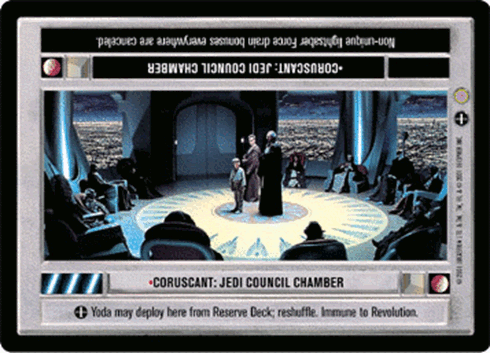 Non-unique lightsaber Force drain bonuses everywhere are canceled.
•CORUSCANT: JEDI COUNCIL CHAMBER
•CORUSCANT: JEDI COUNCIL CHAMBER
Yoda may deploy here from Reserve Deck; reshuffle. Immune to Revolution.